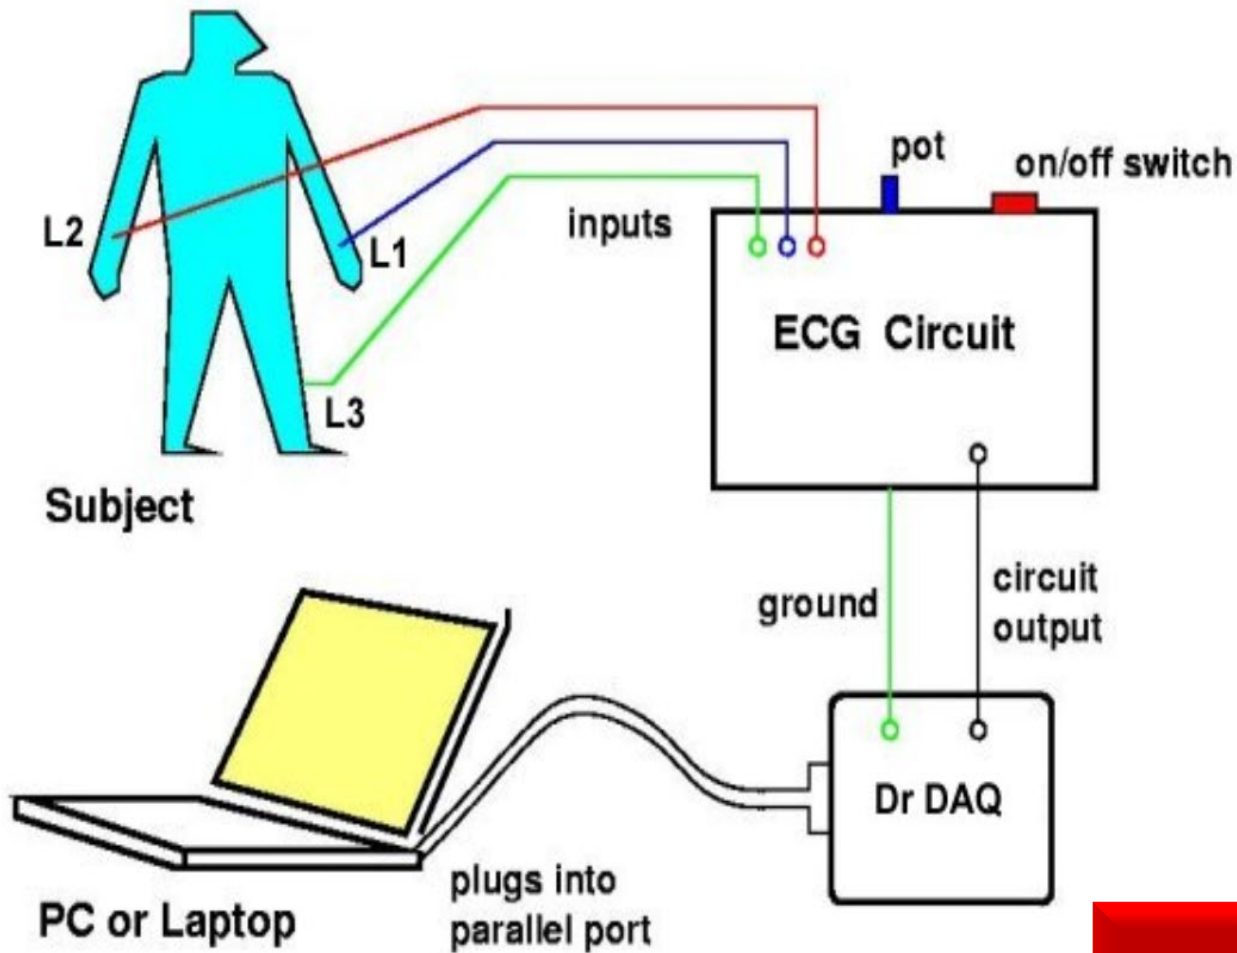 pot
on/off switch
inputs
L2
L1
ECG Circuit
L3
Subject
ground
circuit
output
Dr DAQ
plugs into
parallel port
PC or Laptop